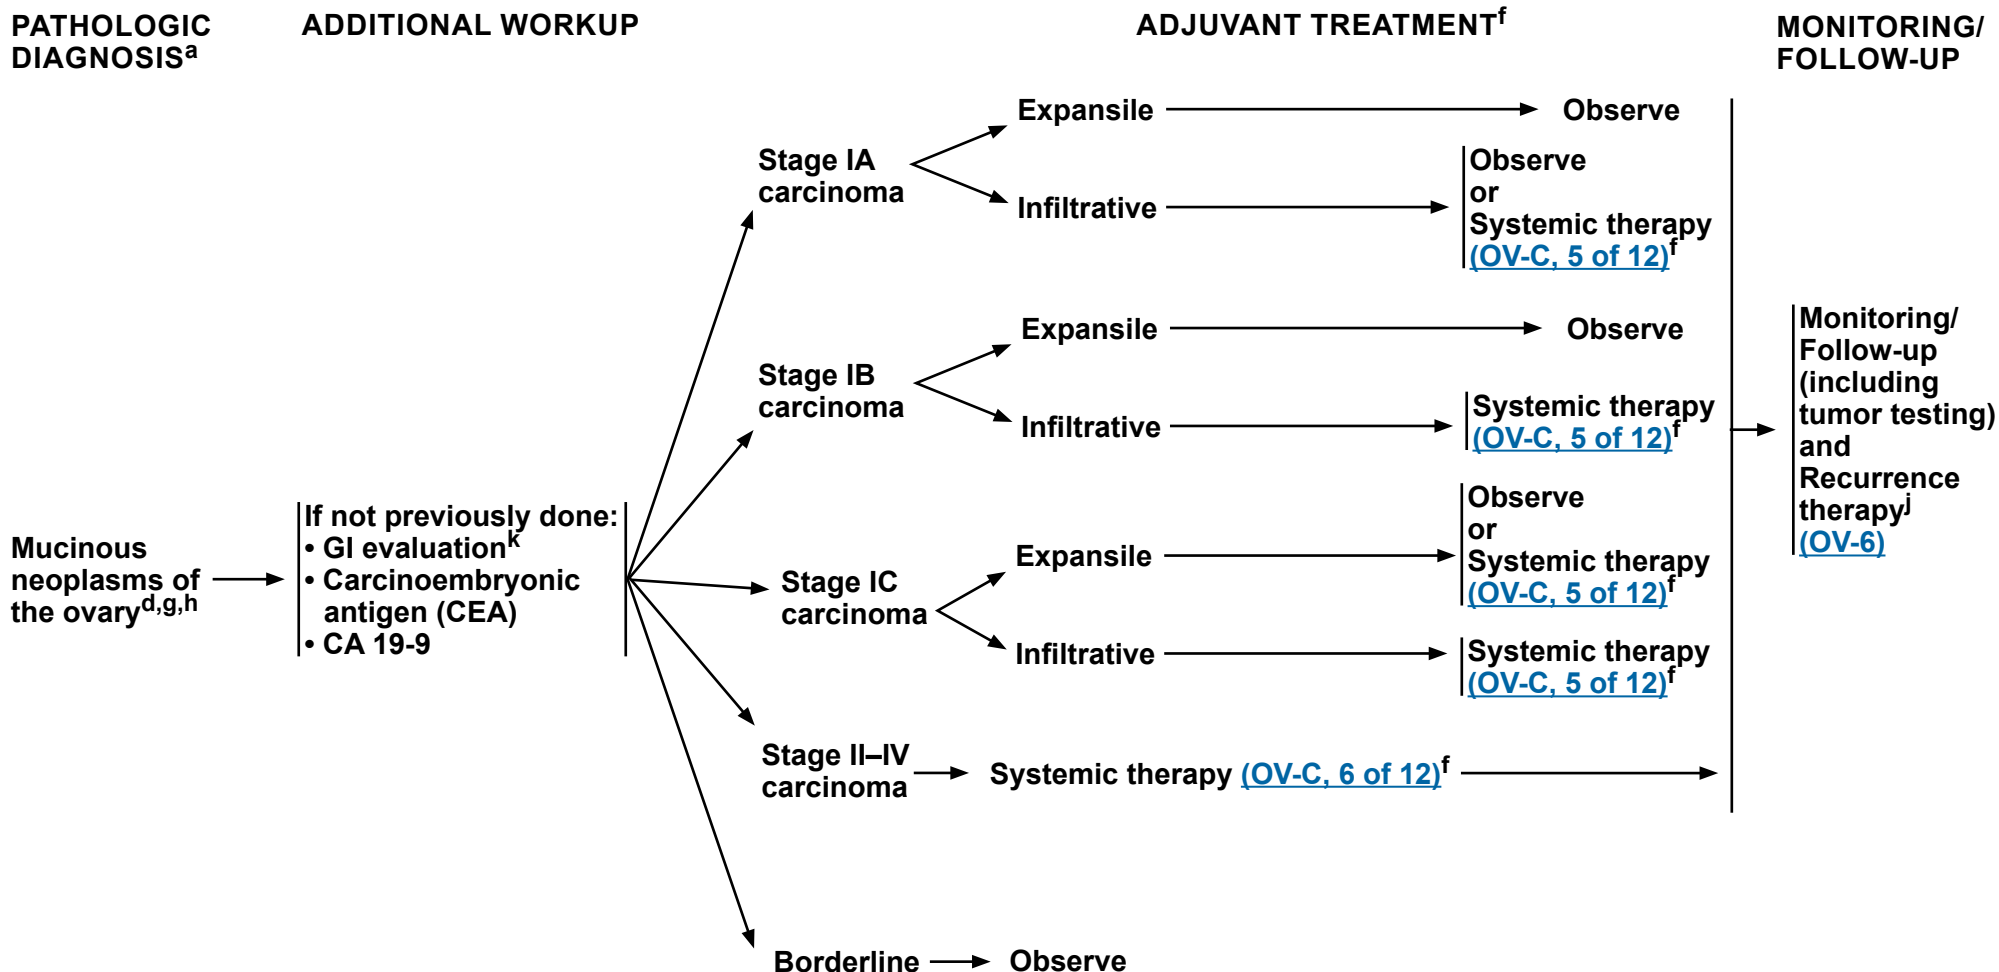 PATHOLOGIC
DIAGNOSISa
ADDITIONAL WORKUP
ADJUVANT TREATMENTf
MONITORING/
FOLLOW-UP
Mucinous
neoplasms of
the ovaryd,g,h
If not previously done:
• GI evaluationk
• Carcinoembryonic
antigen (CEA)
• CA 19-9
Stage IA
carcinoma
Expansile
Observe
Infiltrative
Observe
or
Systemic therapy
(OV-C, 5 of 12)f
Stage IB
carcinoma
Expansile
Observe
Infiltrative
Systemic therapy
(OV-C, 5 of 12)f
Stage IC
carcinoma
Expansile
Observe
or
Systemic therapy
(OV-C, 5 of 12)f
Infiltrative
Systemic therapy
(OV-C, 5 of 12)f
Stage II–IV
carcinoma
Systemic therapy (OV-C, 6 of 12)f
Borderline
Observe
Monitoring/
Follow-up
(including
tumor testing)
and
Recurrence
therapyj
(OV-6)